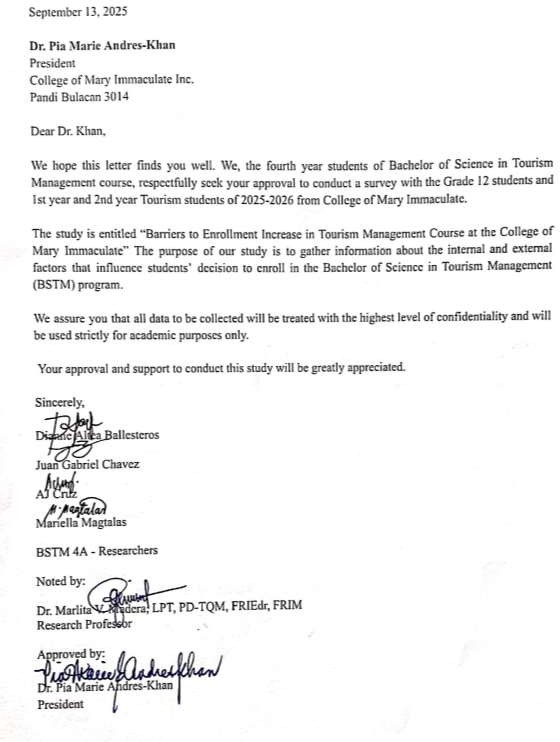 September 13, 2025
Dr. Pia Marie Andres-Khan
President
College of Mary Immaculate Inc.
Pandi Bulacan 3014
Dear Dr. Khan,
We hope this letter finds you well. We, the fourth year students of Bachelor of Science in Tourism
Management course, respectfully seek your approval to conduct a survey with the Grade 12 students and
1st year and 2nd year Tourism students of 2025-2026 from College of Mary Immaculate.
The study is entitled “Barriers to Enrollment Increase in Tourism Management Course at the College of
Mary Immaculate” The purpose of our study is to gather information about the internal and external
factors that influence students’ decision to enroll in the Bachelor of Science in Tourism Management
(BSTM) program.
We assure you that all data to be collected will be treated with the highest level of confidentiality and will
be used strictly for academic purposes only.
Your approval and support to conduct this study will be greatly appreciated.
Sincerely,
Ballesteros
Juan Gabriel Chavez
AJ Cruz
M. Magtalas
Mariella Magtalas
BSTM 4A - Researchers
Noted by:
Dr. Marlita V. LPT, PD-TQM, FRIEdr, FRIM
Research Professor
Approved by:
Pia Marie Andres Khan
Dr. Pia Marie Andres-Khan
President